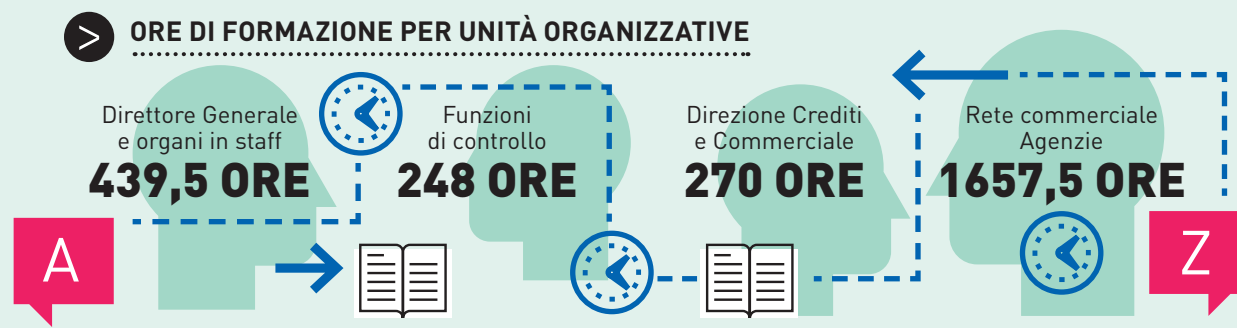 >
ORE DI FORMAZIONE PER UNITÀ ORGANIZZATIVE
Direttore Generale
e organi in staff
439,5 ORE
Funzioni
di controllo
248 ORE
Direzione Crediti
e Commerciale
270 ORE
Rete commerciale
Agenzie
1657,5 ORE
A
Z